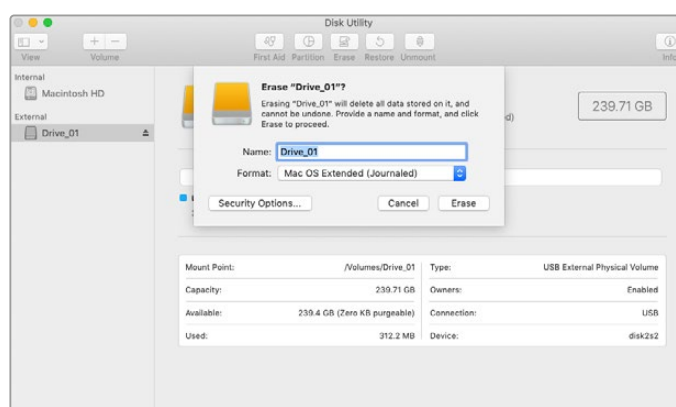 Disk Utility
View
Volume
First Aid Partition Erase Restore Unmount
Info
Internal
Macintosh HD
External
Drive_01
Erase “Drive_01”?
Erasing “Drive_01” will delete all data stored on it, and
cannot be undone. Provide a name and format, and click
Erase to proceed.
d)
239.71 GB
Name: Drive_01
Format: Mac OS Extended (Journaled)
Security Options...
Cancel
Erase
Mount Point: /Volumes/Drive_01 Type: USB External Physical Volume
Capacity: 239.71 GB Owners: Enabled
Available: 239.4 GB (Zero KB purgeable) Connection: USB
Used: 312.2 MB Device: disk2s2